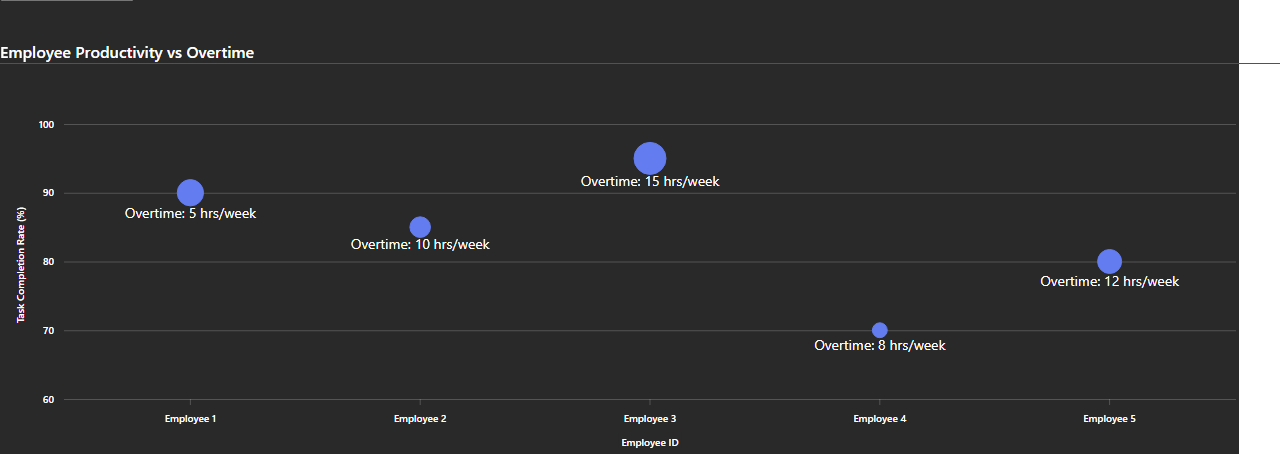 Employee Productivity vs Overtime
100
90
80
70
60
Task Completion Rate (%)
Overtime: 5 hrs/week
Overtime: 10 hrs/week
Overtime: 15 hrs/week
Overtime: 8 hrs/week
Overtime: 12 hrs/week
Employee 1
Employee 2
Employee 3
Employee 4
Employee 5
Employee ID